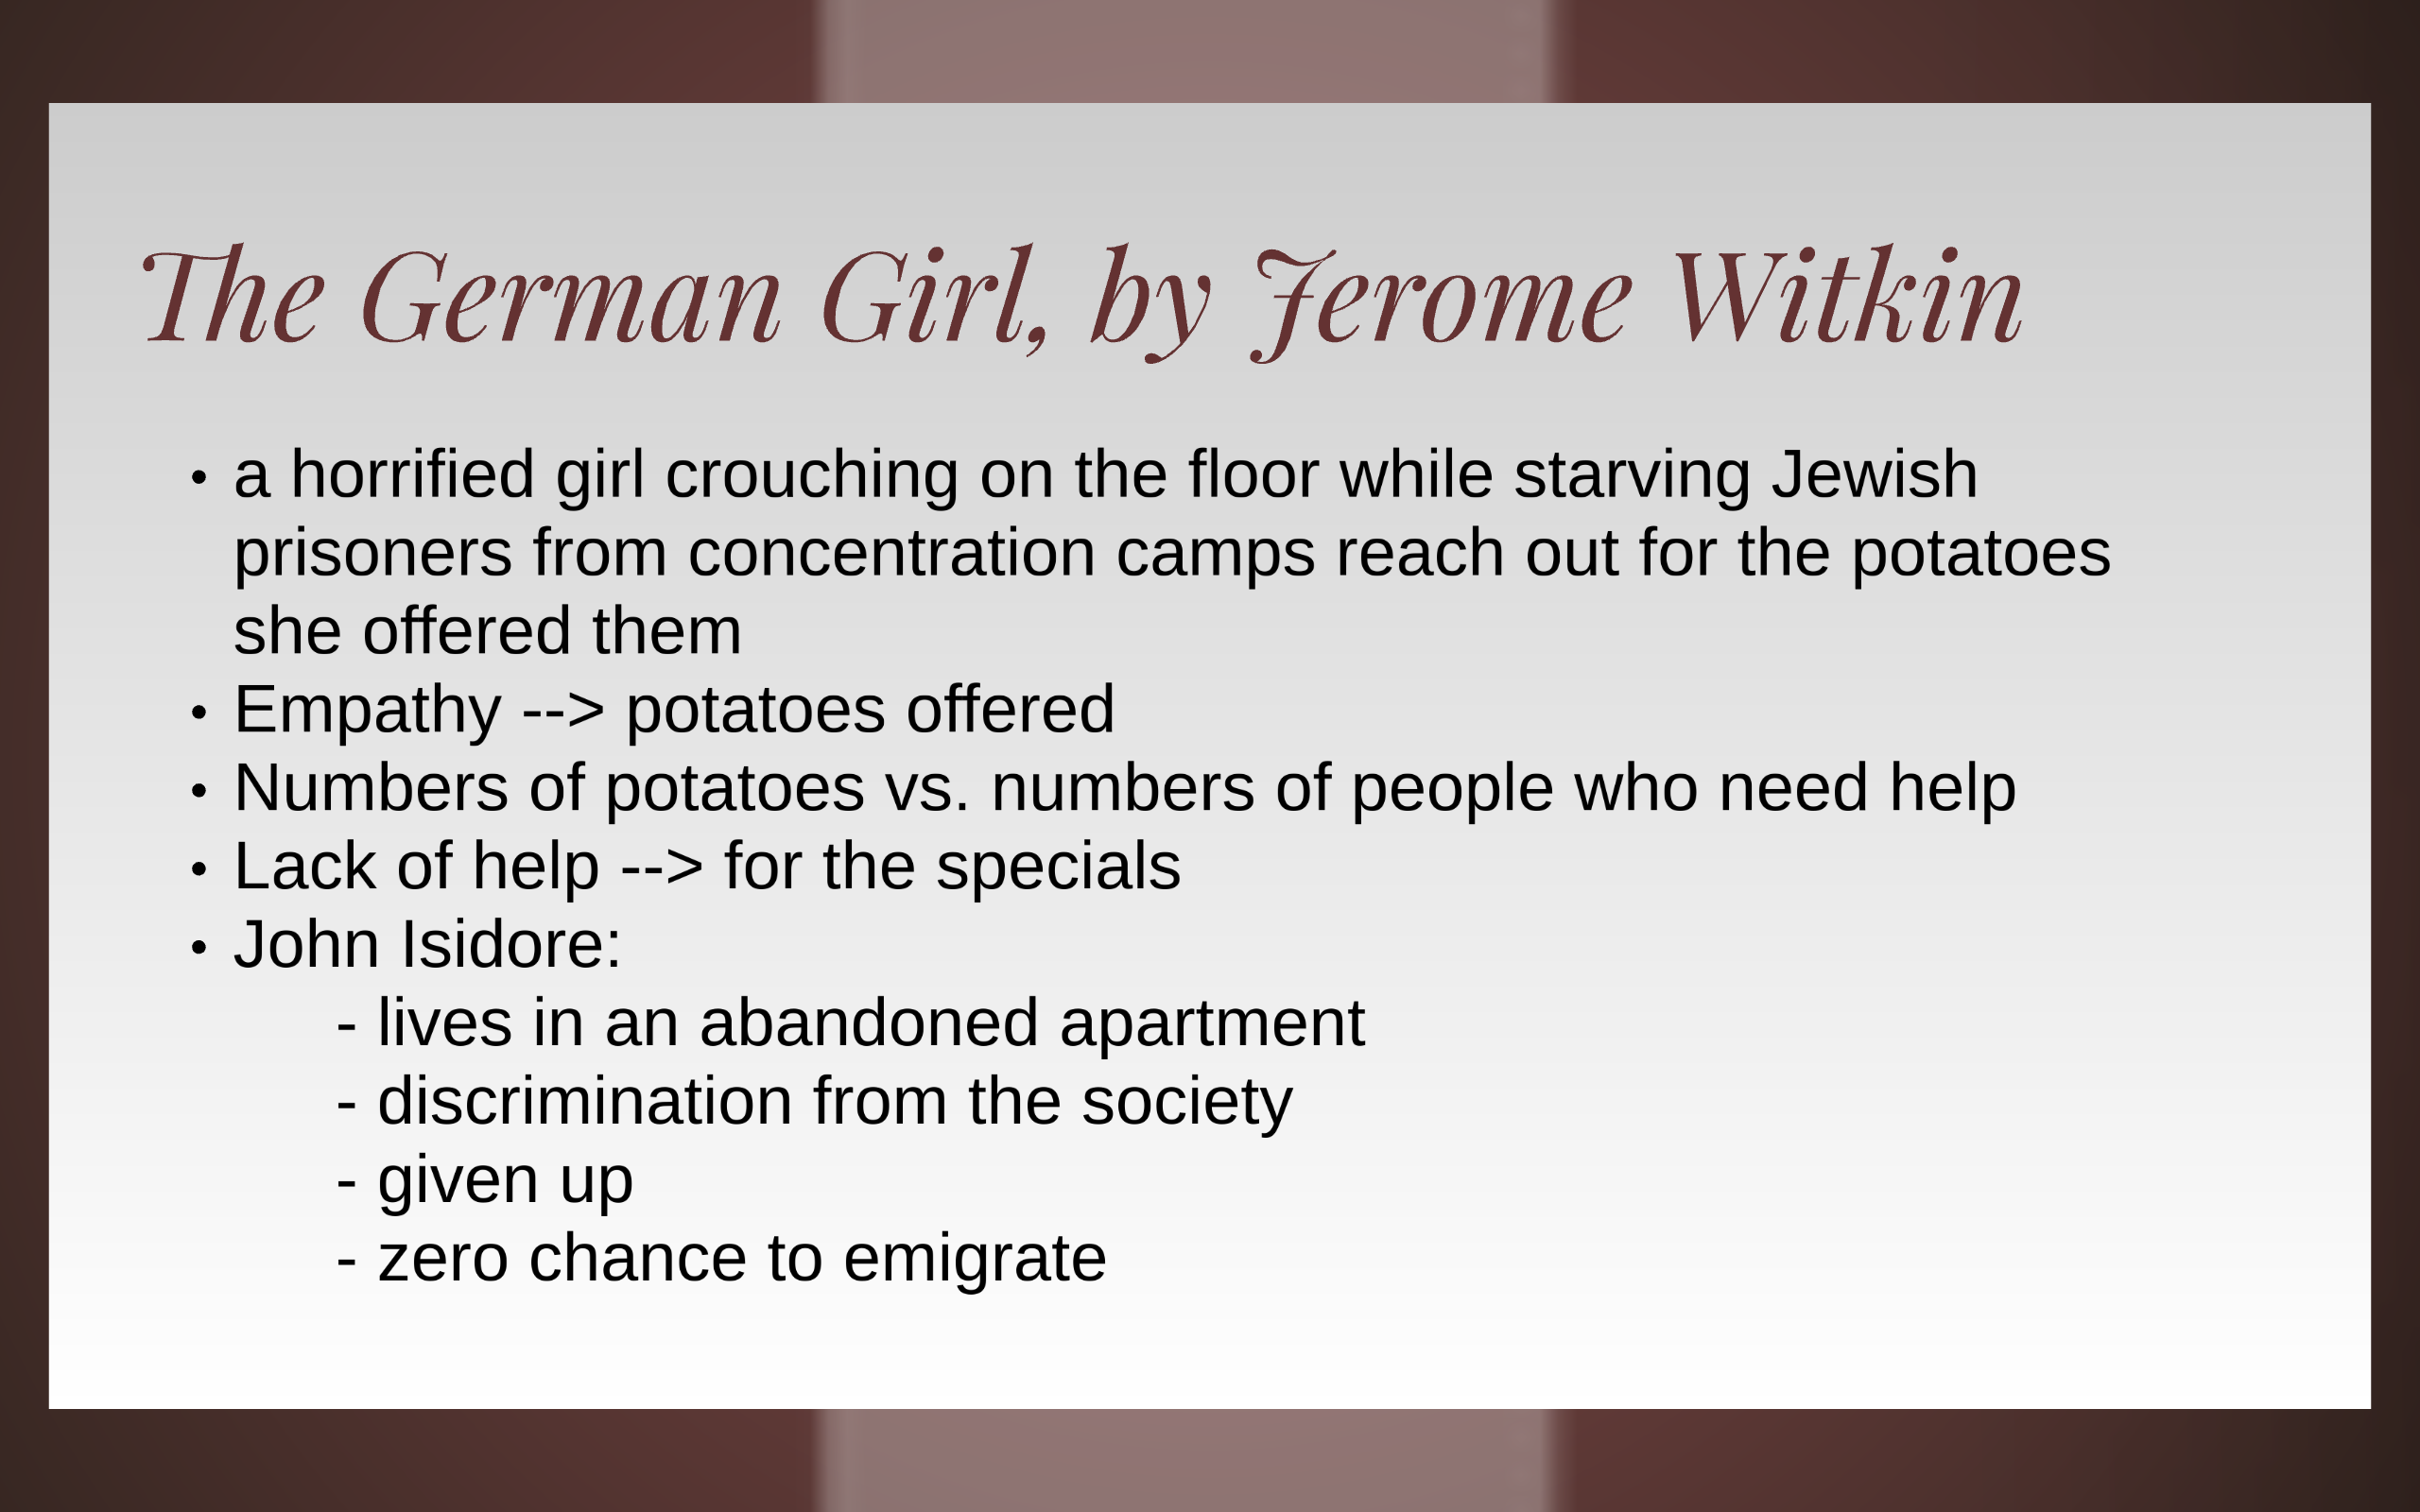 The German Girl, by Jerome Witkin
• a horrified girl crouching on the floor while starving Jewish
prisoners from concentration camps reach out for the potatoes
she offered them
• Empathy --> potatoes offered
• Numbers of potatoes vs. numbers of people who need help
• Lack of help --> for the specials
• John Isidore:
- lives in an abandoned apartment
- discrimination from the society
- given up
- zero chance to emigrate